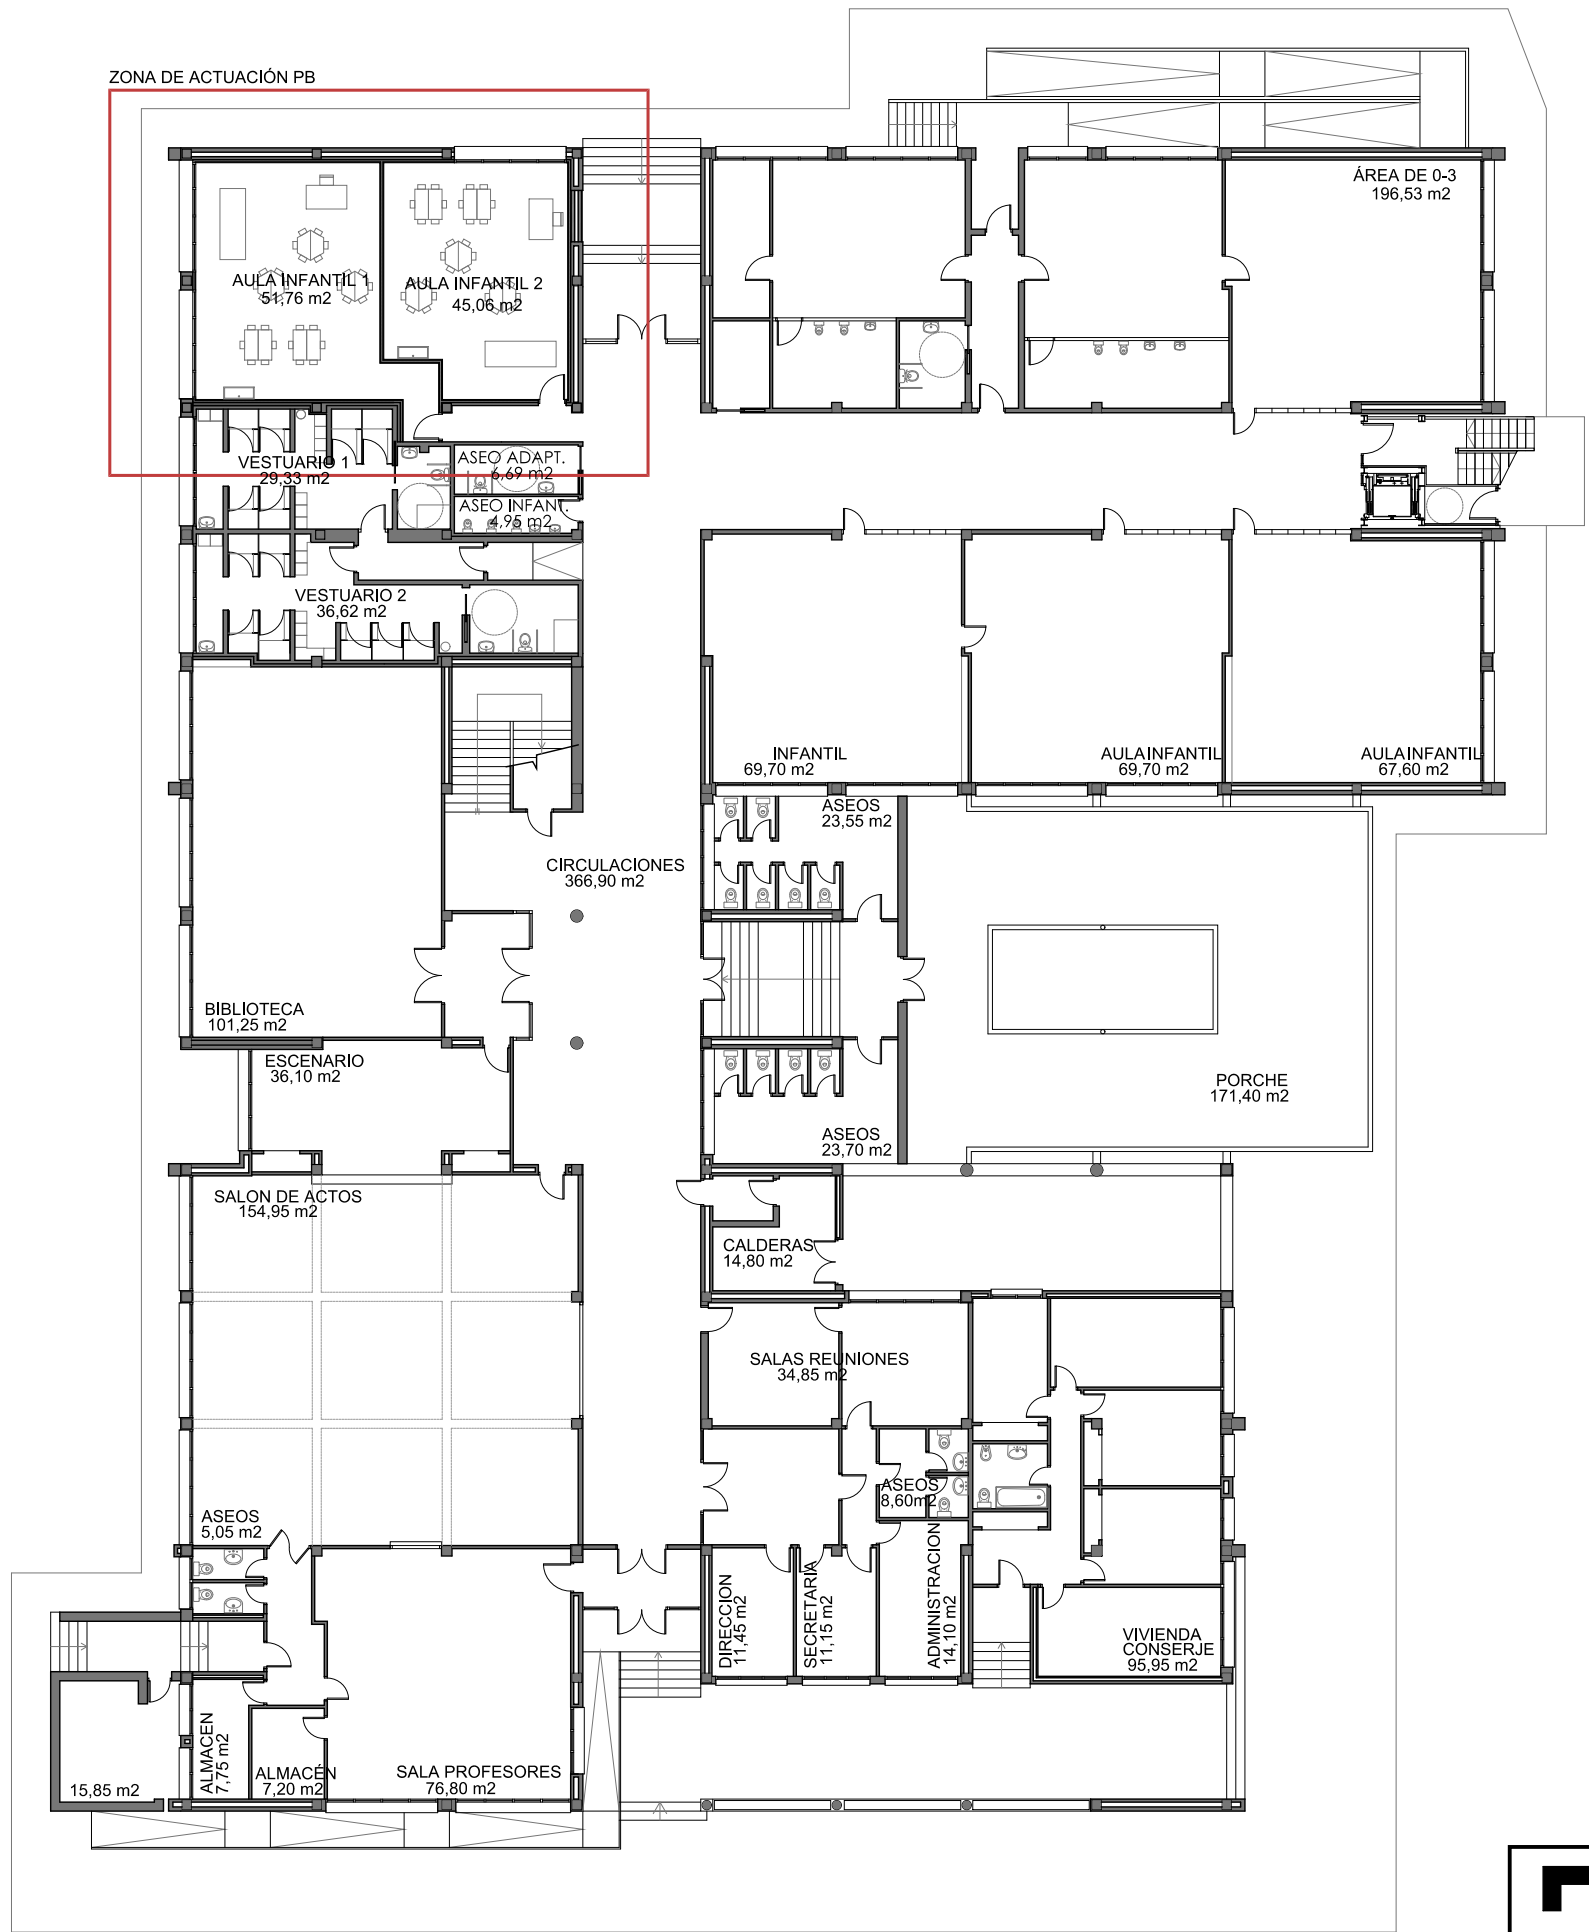 ZONA DE ACTUACIÓN PB
ÁREA DE 0-3
196,53 m2
AULA INFANTIL 1
51,76 m2
AULA INFANTIL 2
45,06 m2
VESTUARIO 1
29,33 m2
ASEO ADAPT.
6,69 m2
ASEO INFANT.
4,95 m2
VESTUARIO 2
36,62 m2
INFANTIL
69,70 m2
AULA INFANTIL
69,70 m2
AULA INFANTIL
67,60 m2
ASEOS
23,55 m2
CIRCULACIONES
366,90 m2
BIBLIOTECA
101,25 m2
ESCENARIO
36,10 m2
PORCHE
171,40 m2
ASEOS
23,70 m2
SALON DE ACTOS
154,95 m2
CALDERAS
14,80 m2
SALAS REUNIONES
34,85 m2
ASEOS
8,60m2
ASEOS
5,05 m2
DIRECCION
11,45 m2
SECRETARIA
11,15 m2
ADMINISTRACION
14,10 m2
VIVIENDA
CONSERJE
95,95 m2
15,85 m2
ALMACEN
7,75 m2
ALMACÉN
7,20 m2
SALA PROFESORES
76,80 m2